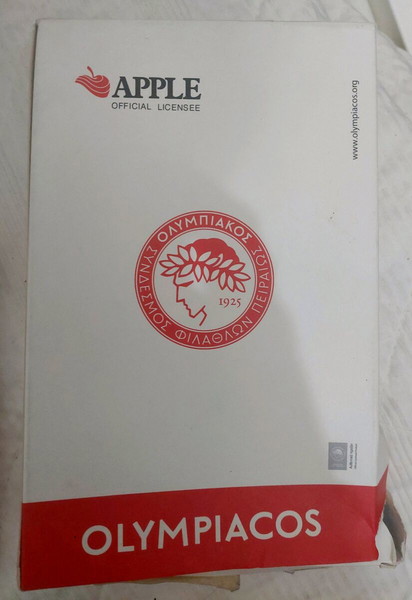 APPLE
OFFICIAL LICENSEE
www.olympiacos.org
ΟΛΥΜΠΙΑΚΟΣ
ΣΥΝΔΕΣΜΟΣ ΦΙΛΑΘΛΩΝ ΠΕΙΡΑΙΩΣ
1925
OLYMPIACOS